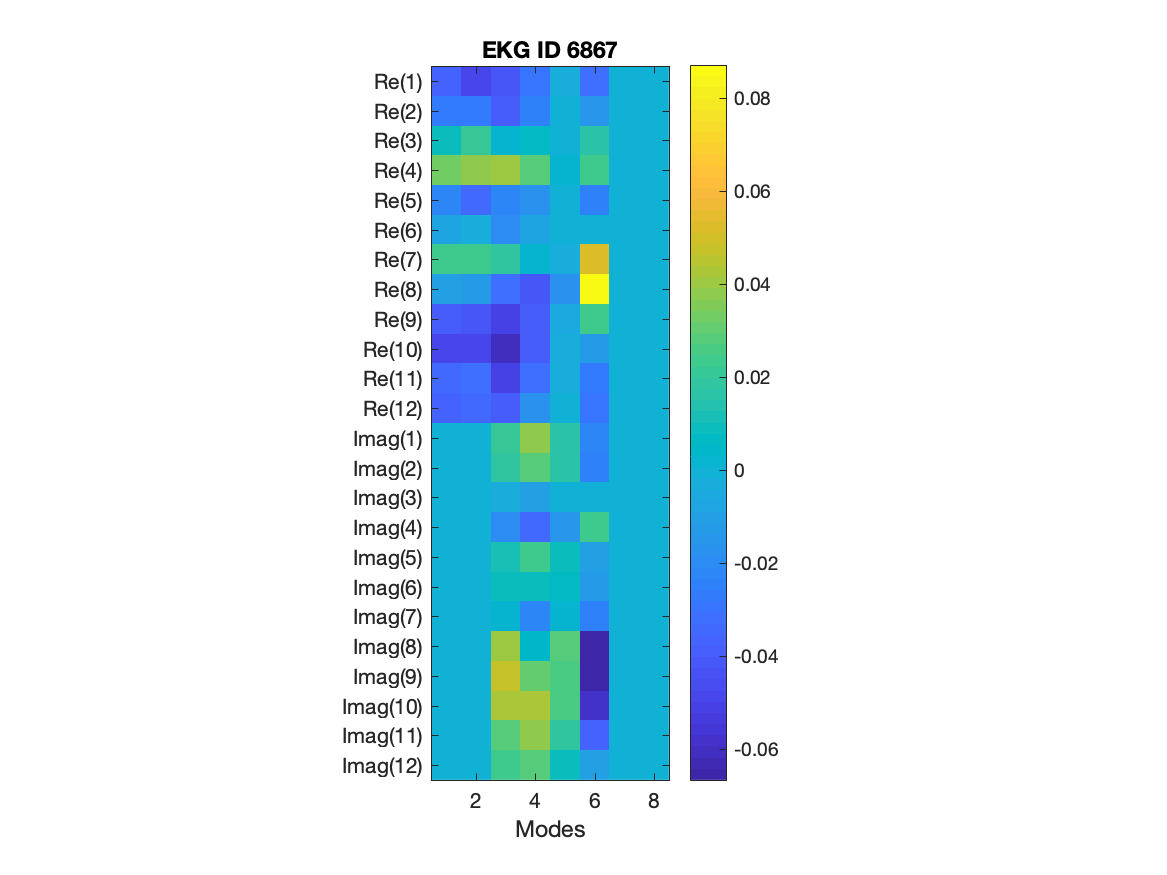 EKG ID 6867
Re(1)
Re(2)
Re(3)
Re(4)
Re(5)
Re(6)
Re(7)
Re(8)
Re(9)
Re(10)
Re(11)
Re(12)
Imag(1)
Imag(2)
Imag(3)
Imag(4)
Imag(5)
Imag(6)
Imag(7)
Imag(8)
Imag(9)
Imag(10)
Imag(11)
Imag(12)
2 4 6 8
Modes
0.08
0.06
0.04
0.02
0
-0.02
-0.04
-0.06